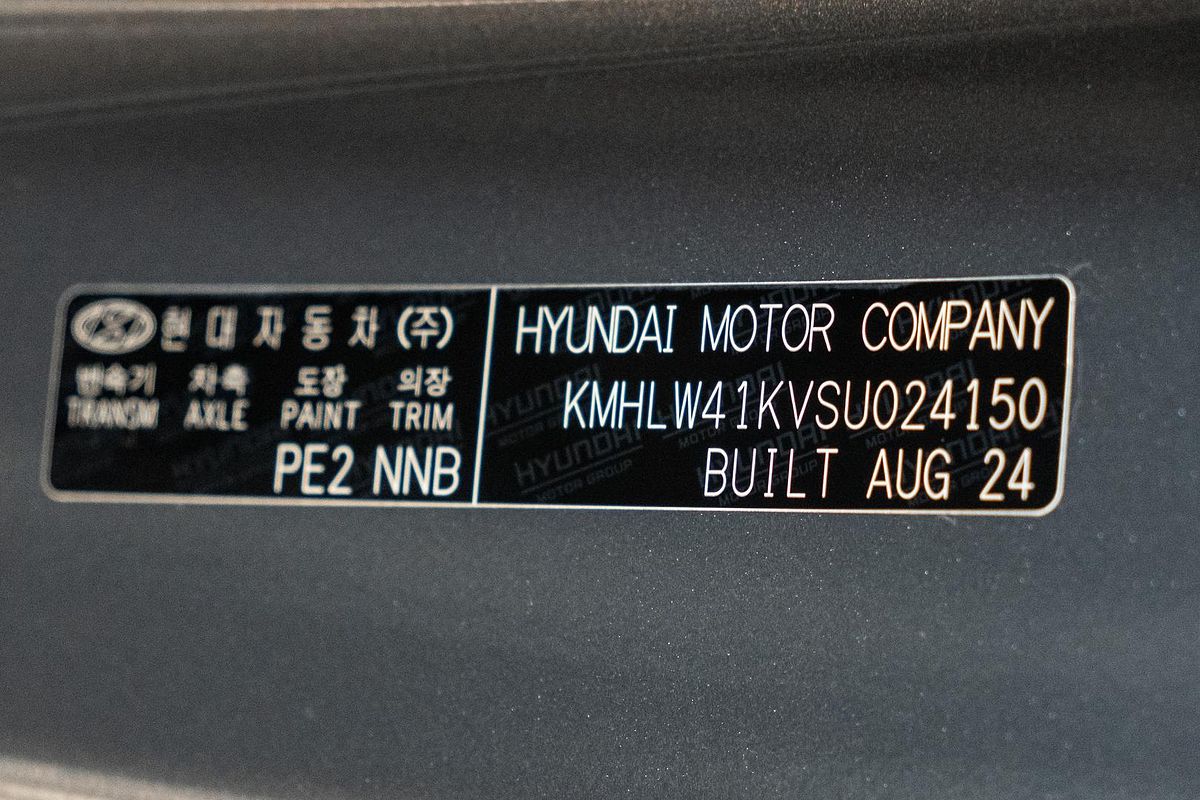 현대자동차(주)
변속기 차축 도장 의장
TRANSM AXLE PAINT TRIM
PE2 NNB
HYUNDAI MOTOR COMPANY
KMHLW41KVSU024150
BUILT AUG 24